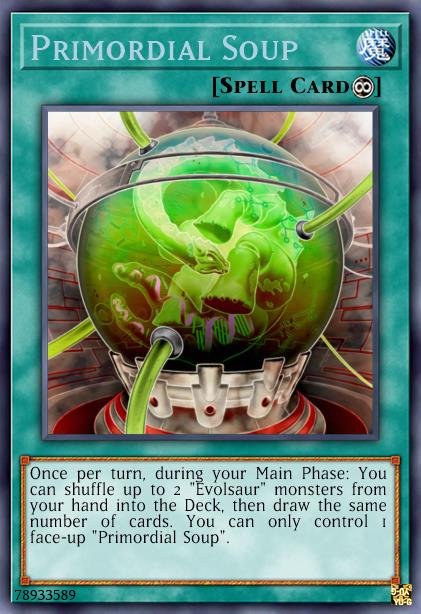 Primordial Soup
[Spell Card]
Once per turn, during your Main Phase: You
can shuffle up to 2 "Evolsaur" monsters from
your hand into the Deck, then draw the same
number of cards. You can only control 1
face-up "Primordial Soup".
78933589